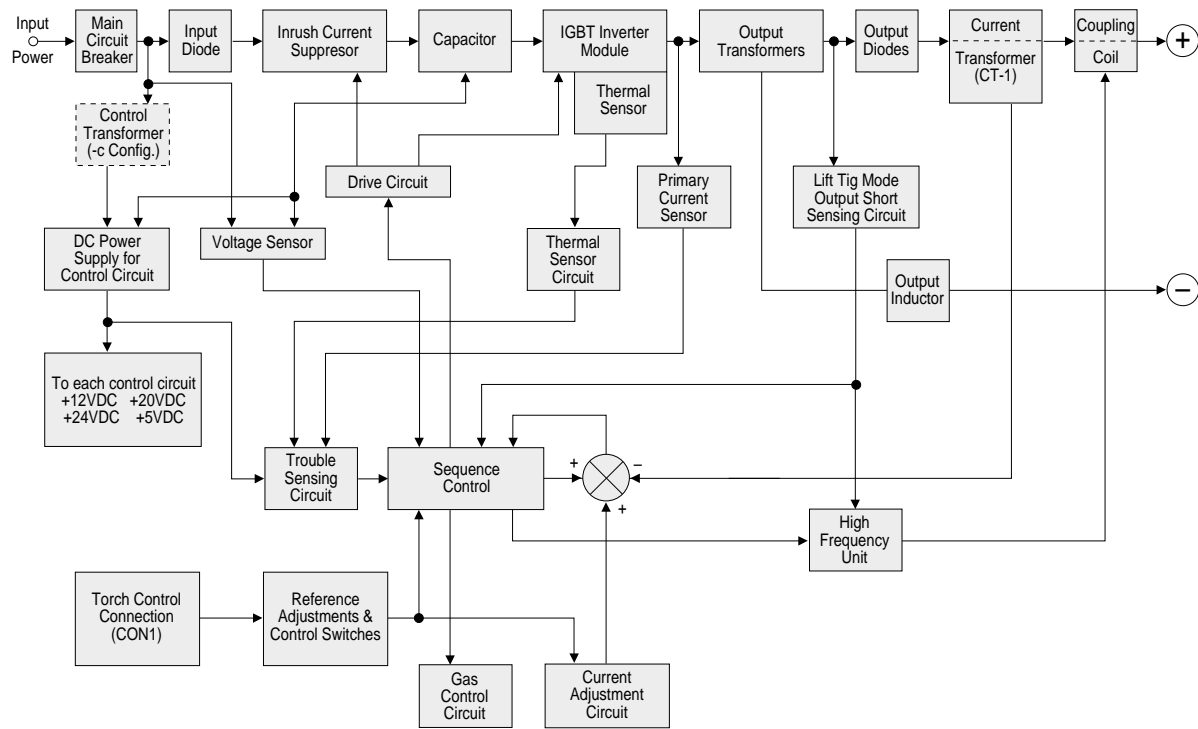 Input
Power
Main
Circuit
Breaker
Input
Diode
Inrush Current
Suppresor
Capacitor
IGBT Inverter
Module
Thermal
Sensor
Output
Transformers
Output
Diodes
Current
Transformer
(CT-1)
Coupling
Coil
+
Control
Transformer
(-c Config.)
Drive Circuit
Primary
Current
Sensor
Lift Tig Mode
Output Short
Sensing Circuit
DC Power
Supply for
Control Circuit
Voltage Sensor
Thermal
Sensor
Circuit
Output
Inductor
−
To each control circuit
+12VDC +20VDC
+24VDC +5VDC
Trouble
Sensing
Circuit
Sequence
Control
+
−
+
High
Frequency
Unit
Torch Control
Connection
(CON1)
Reference
Adjustments &
Control Switches
Gas
Control
Circuit
Current
Adjustment
Circuit